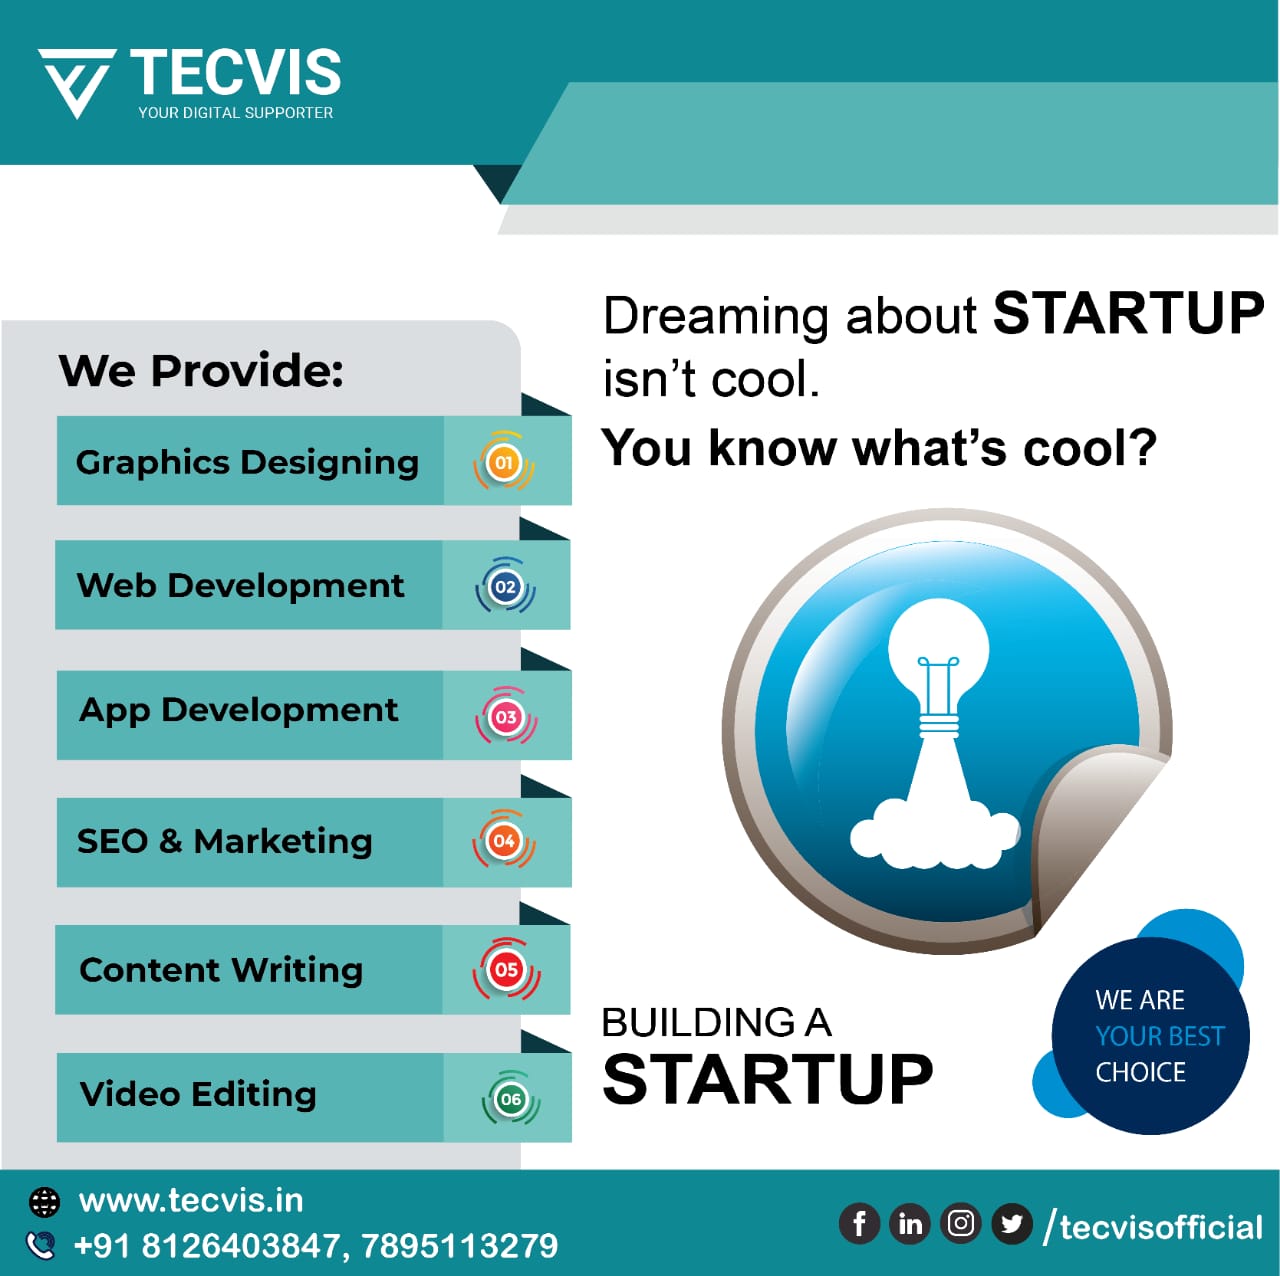 TECVIS
YOUR DIGITAL SUPPORTER
Dreaming about STARTUP
isn't cool.
You know what's cool?
We Provide:
Graphics Designing
01
Web Development
02
App Development
03
SEO & Marketing
04
Content Writing
05
Video Editing
06
BUILDING A
STARTUP
WE ARE
YOUR BEST
CHOICE
www.tecvis.in
+91 8126403847, 7895113279
/tecvisofficial